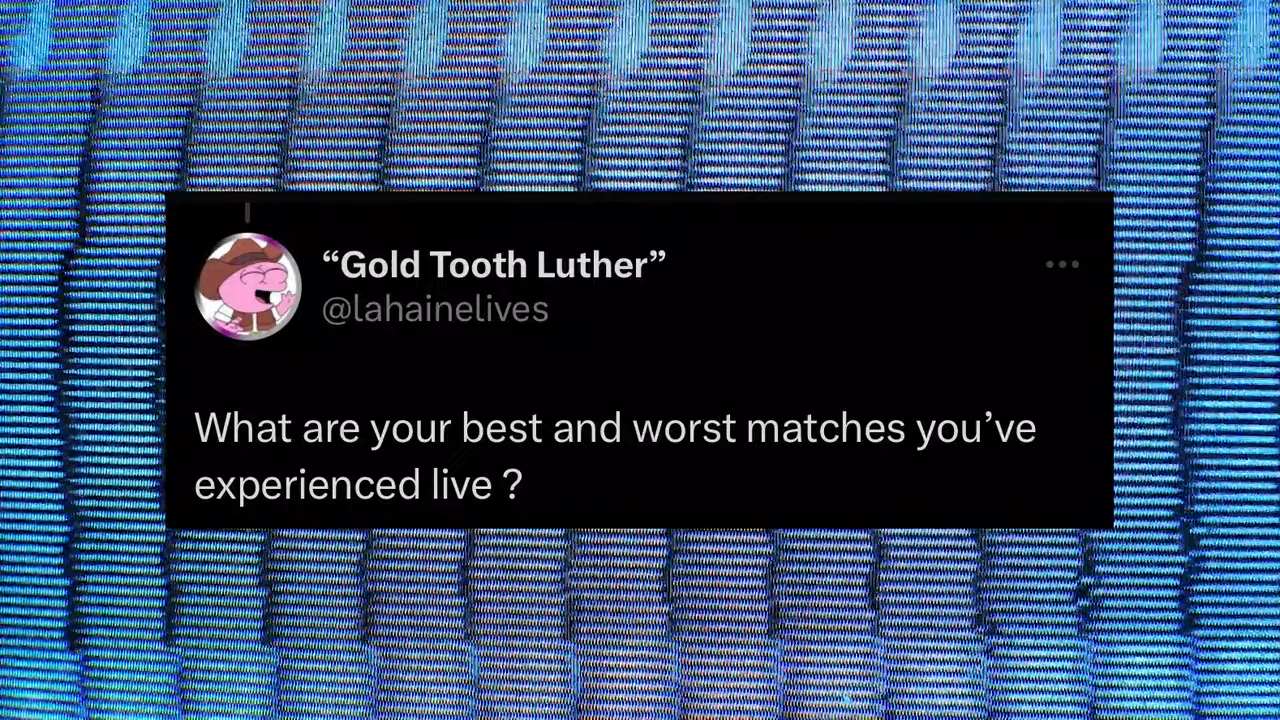 “Gold Tooth Luther”
@lahainelives
What are your best and worst matches you’ve
experienced live ?